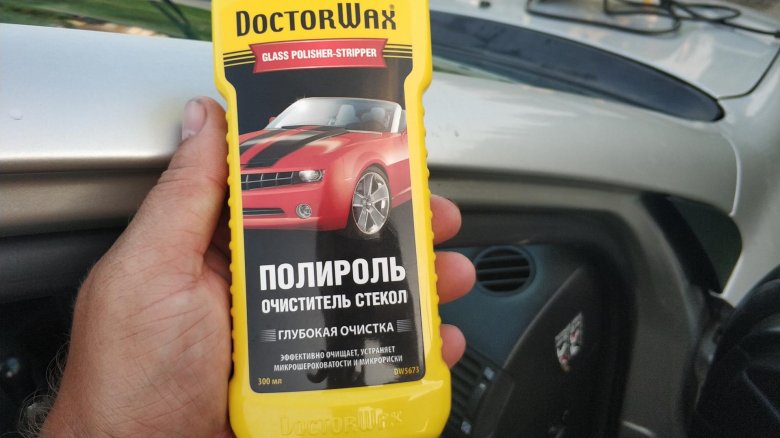 DOCTORWAX
GLASS POLISHER-STRIPPER
ПОЛИРОЛЬ
ОЧИСТИТЕЛЬ СТЕКОЛ
ГЛУБОКАЯ ОЧИСТКА
ЭФФЕКТИВНО ОЧИЩАЕТ, УСТРАНЯЕТ
МИКРОШЕРОХОВАТОСТИ И МИКРОРИСКИ
300 мл DW5673
DOCTORWAX